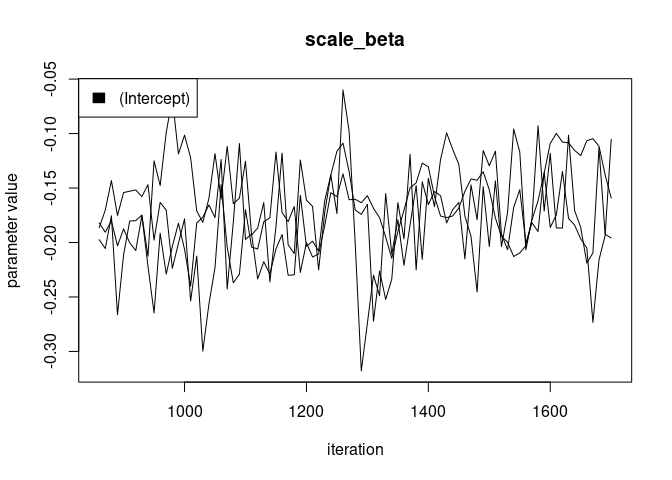 scale_beta
(Intercept)
parameter value
-0.05
-0.10
-0.15
-0.20
-0.25
-0.30
1000 1200 1400 1600
iteration